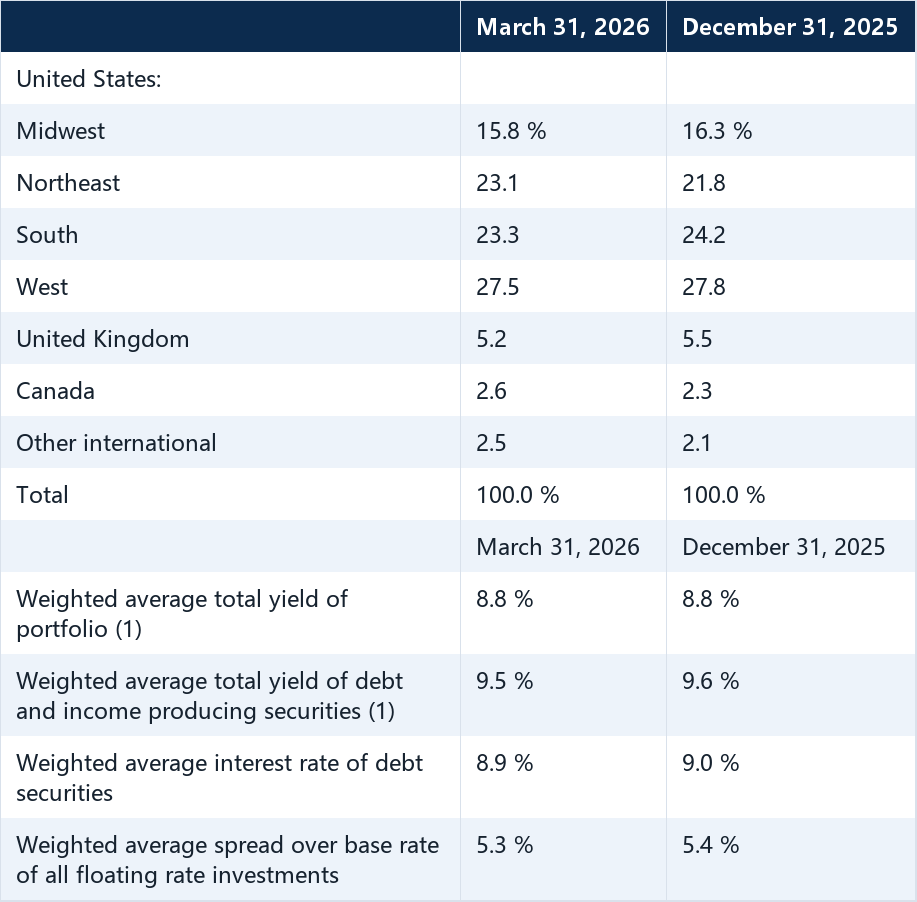 March 31, 2026 December 31, 2025
United States:
Midwest 15.8 % 16.3 %
Northeast 23.1 21.8
South 23.3 24.2
West 27.5 27.8
United Kingdom 5.2 5.5
Canada 2.6 2.3
Other international 2.5 2.1
Total 100.0 % 100.0 %
March 31, 2026 December 31, 2025
Weighted average total yield of 8.8 % 8.8 %
portfolio (1)
Weighted average total yield of debt 9.5 % 9.6 %
and income producing securities (1)
Weighted average interest rate of debt 8.9 % 9.0 %
securities
Weighted average spread over base rate 5.3 % 5.4 %
of all floating rate investments